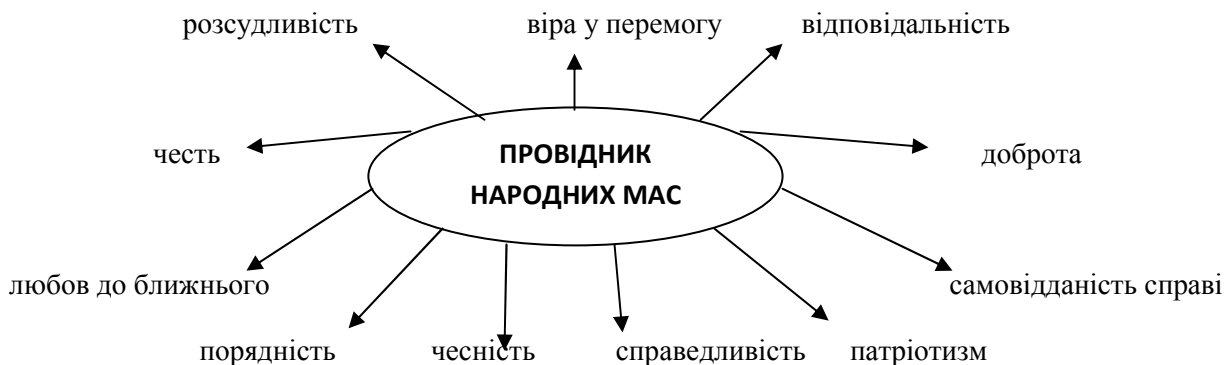 розсудливість
віра у перемогу
відповідальність
честь
ПРОВІДНИК
НАРОДНИХ МАС
доброта
любов до ближнього
самовідданість справі
порядність
чесність
справедливість
патріотизм